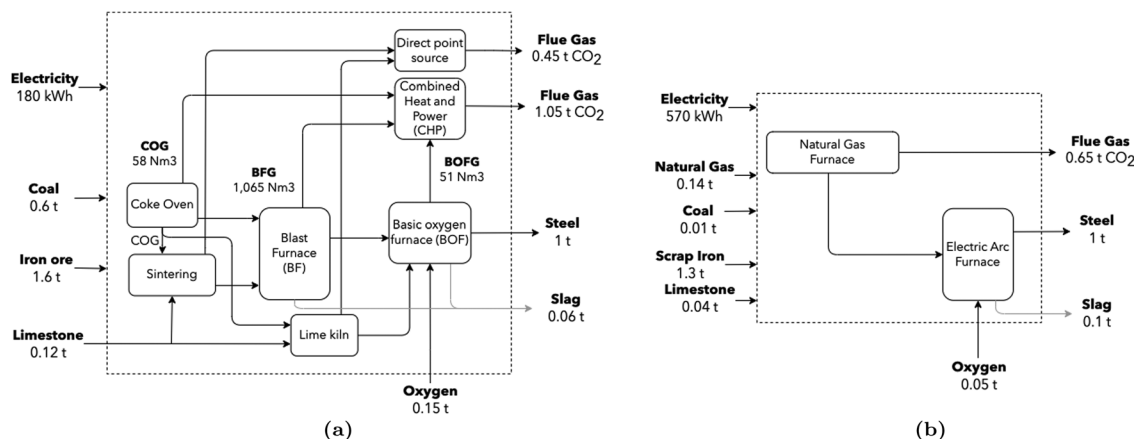 Electricity
180 kWh
Coal
0.6 t
Iron ore
1.6 t
Limestone
0.12 t
COG
58 Nm3
Coke Oven
COG
Sintering
BFG
1,065 Nm3
Blast
Furnace
(BF)
Lime kiln
Direct point
source
Combined
Heat and
Power
(CHP)
BOFG
51 Nm3
Basic oxygen
furnace (BOF)
Oxygen
0.15 t
Flue Gas
0.45 t CO2
Flue Gas
1.05 t CO2
Steel
1 t
Slag
0.06 t
(a)
Electricity
570 kWh
Natural Gas
0.14 t
Coal
0.01 t
Scrap Iron
1.3 t
Limestone
0.04 t
Natural Gas
Furnace
Electric Arc
Furnace
Oxygen
0.05 t
Flue Gas
0.65 t CO2
Steel
1 t
Slag
0.1 t
(b)